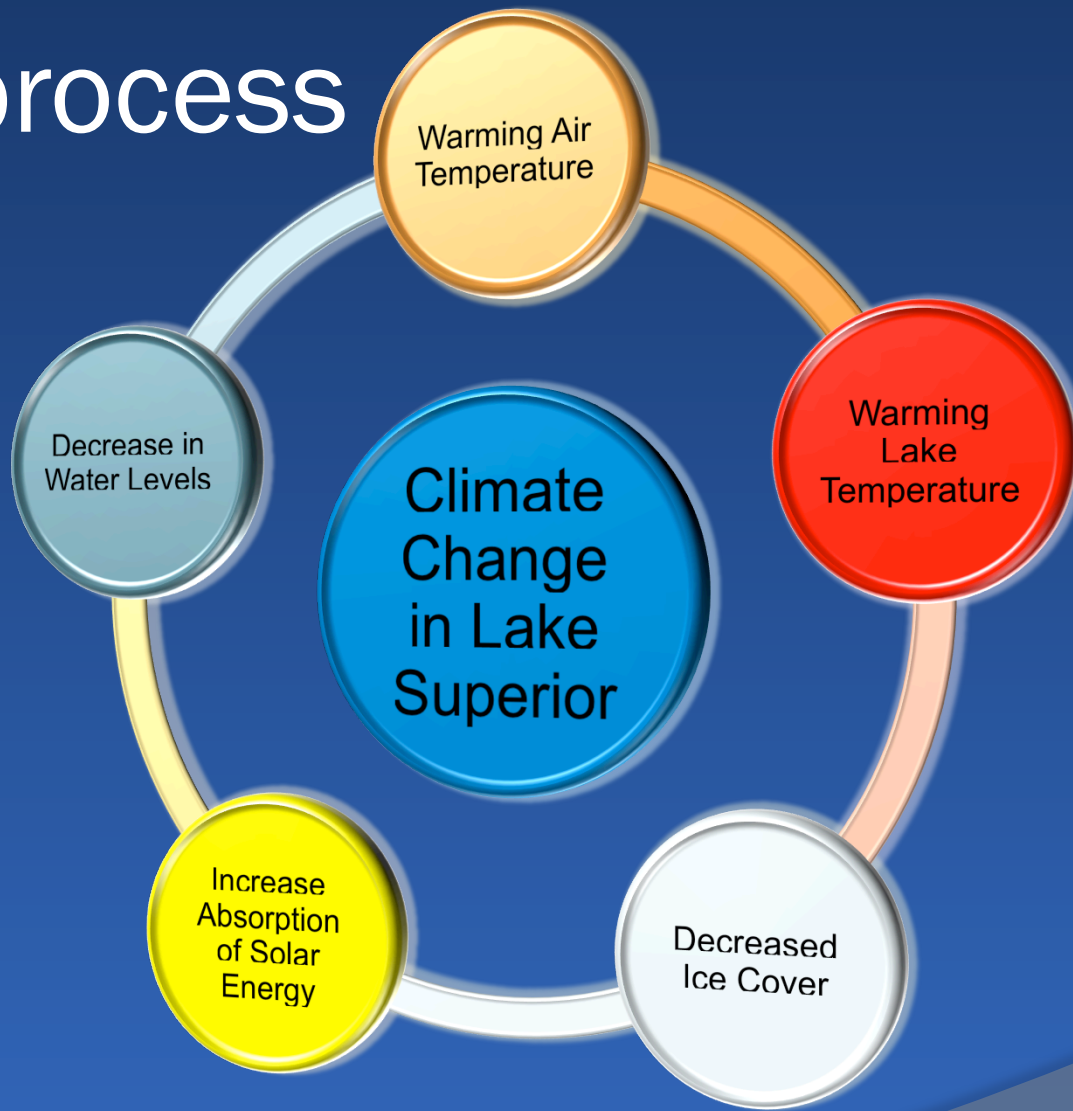 process
Warming Air
Temperature
Warming
Lake
Temperature
Decreased
Ice Cover
Increase
Absorption
of Solar
Energy
Decrease in
Water Levels
Climate
Change
in Lake
Superior